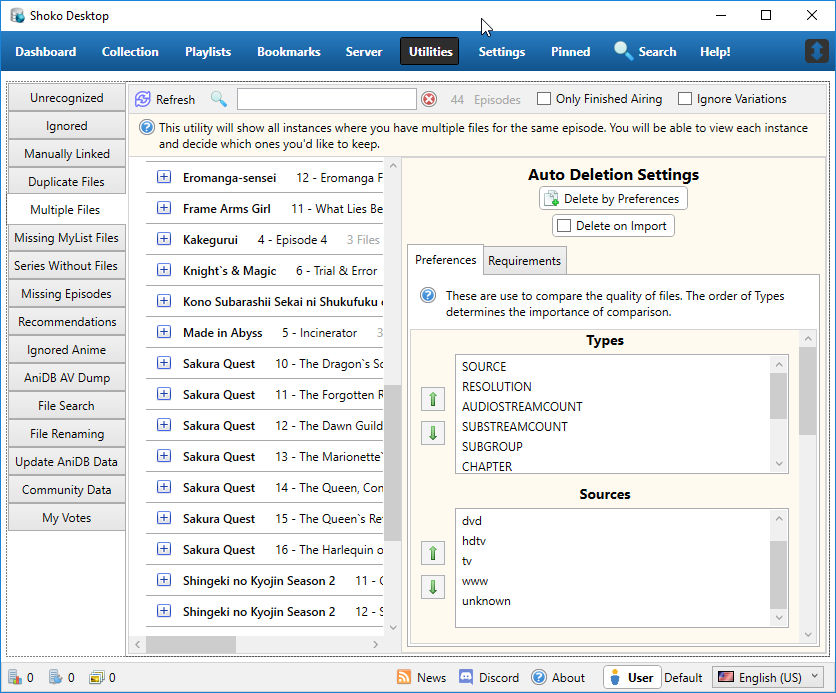 Shoko Desktop
Dashboard Collection Playlists Bookmarks Server Utilities Settings Pinned Search Help!
Unrecognized
Ignored
Manually Linked
Duplicate Files
Multiple Files
Missing MyList Files
Series Without Files
Missing Episodes
Recommendations
Ignored Anime
AniDB AV Dump
File Search
File Renaming
Update AniDB Data
Community Data
My Votes
Refresh 44 Episodes Only Finished Airing Ignore Variations
This utility will show all instances where you have multiple files for the same episode. You will be able to view each instance
and decide which ones you'd like to keep.
Eromanga-sensei 12 - Eromanga F
Frame Arms Girl 11 - What Lies Be
Kakegurui 4 - Episode 4 3 Files
Knight`s & Magic 6 - Trial & Error
Kono Subarashii Sekai ni Shukufuku
Made in Abyss 5 - Incinerator 3
Sakura Quest 10 - The Dragon`s Sc
Sakura Quest 11 - The Forgotten R
Sakura Quest 12 - The Dawn Guild
Sakura Quest 13 - The Marionette`
Sakura Quest 14 - The Queen, Con
Sakura Quest 15 - The Queen`s Ret
Sakura Quest 16 - The Harlequin o
Shingeki no Kyojin Season 2 11 - C
Shingeki no Kyojin Season 2 12 - S
Auto Deletion Settings
Delete by Preferences
Delete on Import
Preferences Requirements
These are use to compare the quality of files. The order of Types
determines the importance of comparison.
Types
SOURCE
RESOLUTION
AUDIOSTREAMCOUNT
SUBSTREAMCOUNT
SUBGROUP
CHAPTER
Sources
dvd
hdtv
tv
www
unknown
0 0 0 News Discord About User Default English (US)